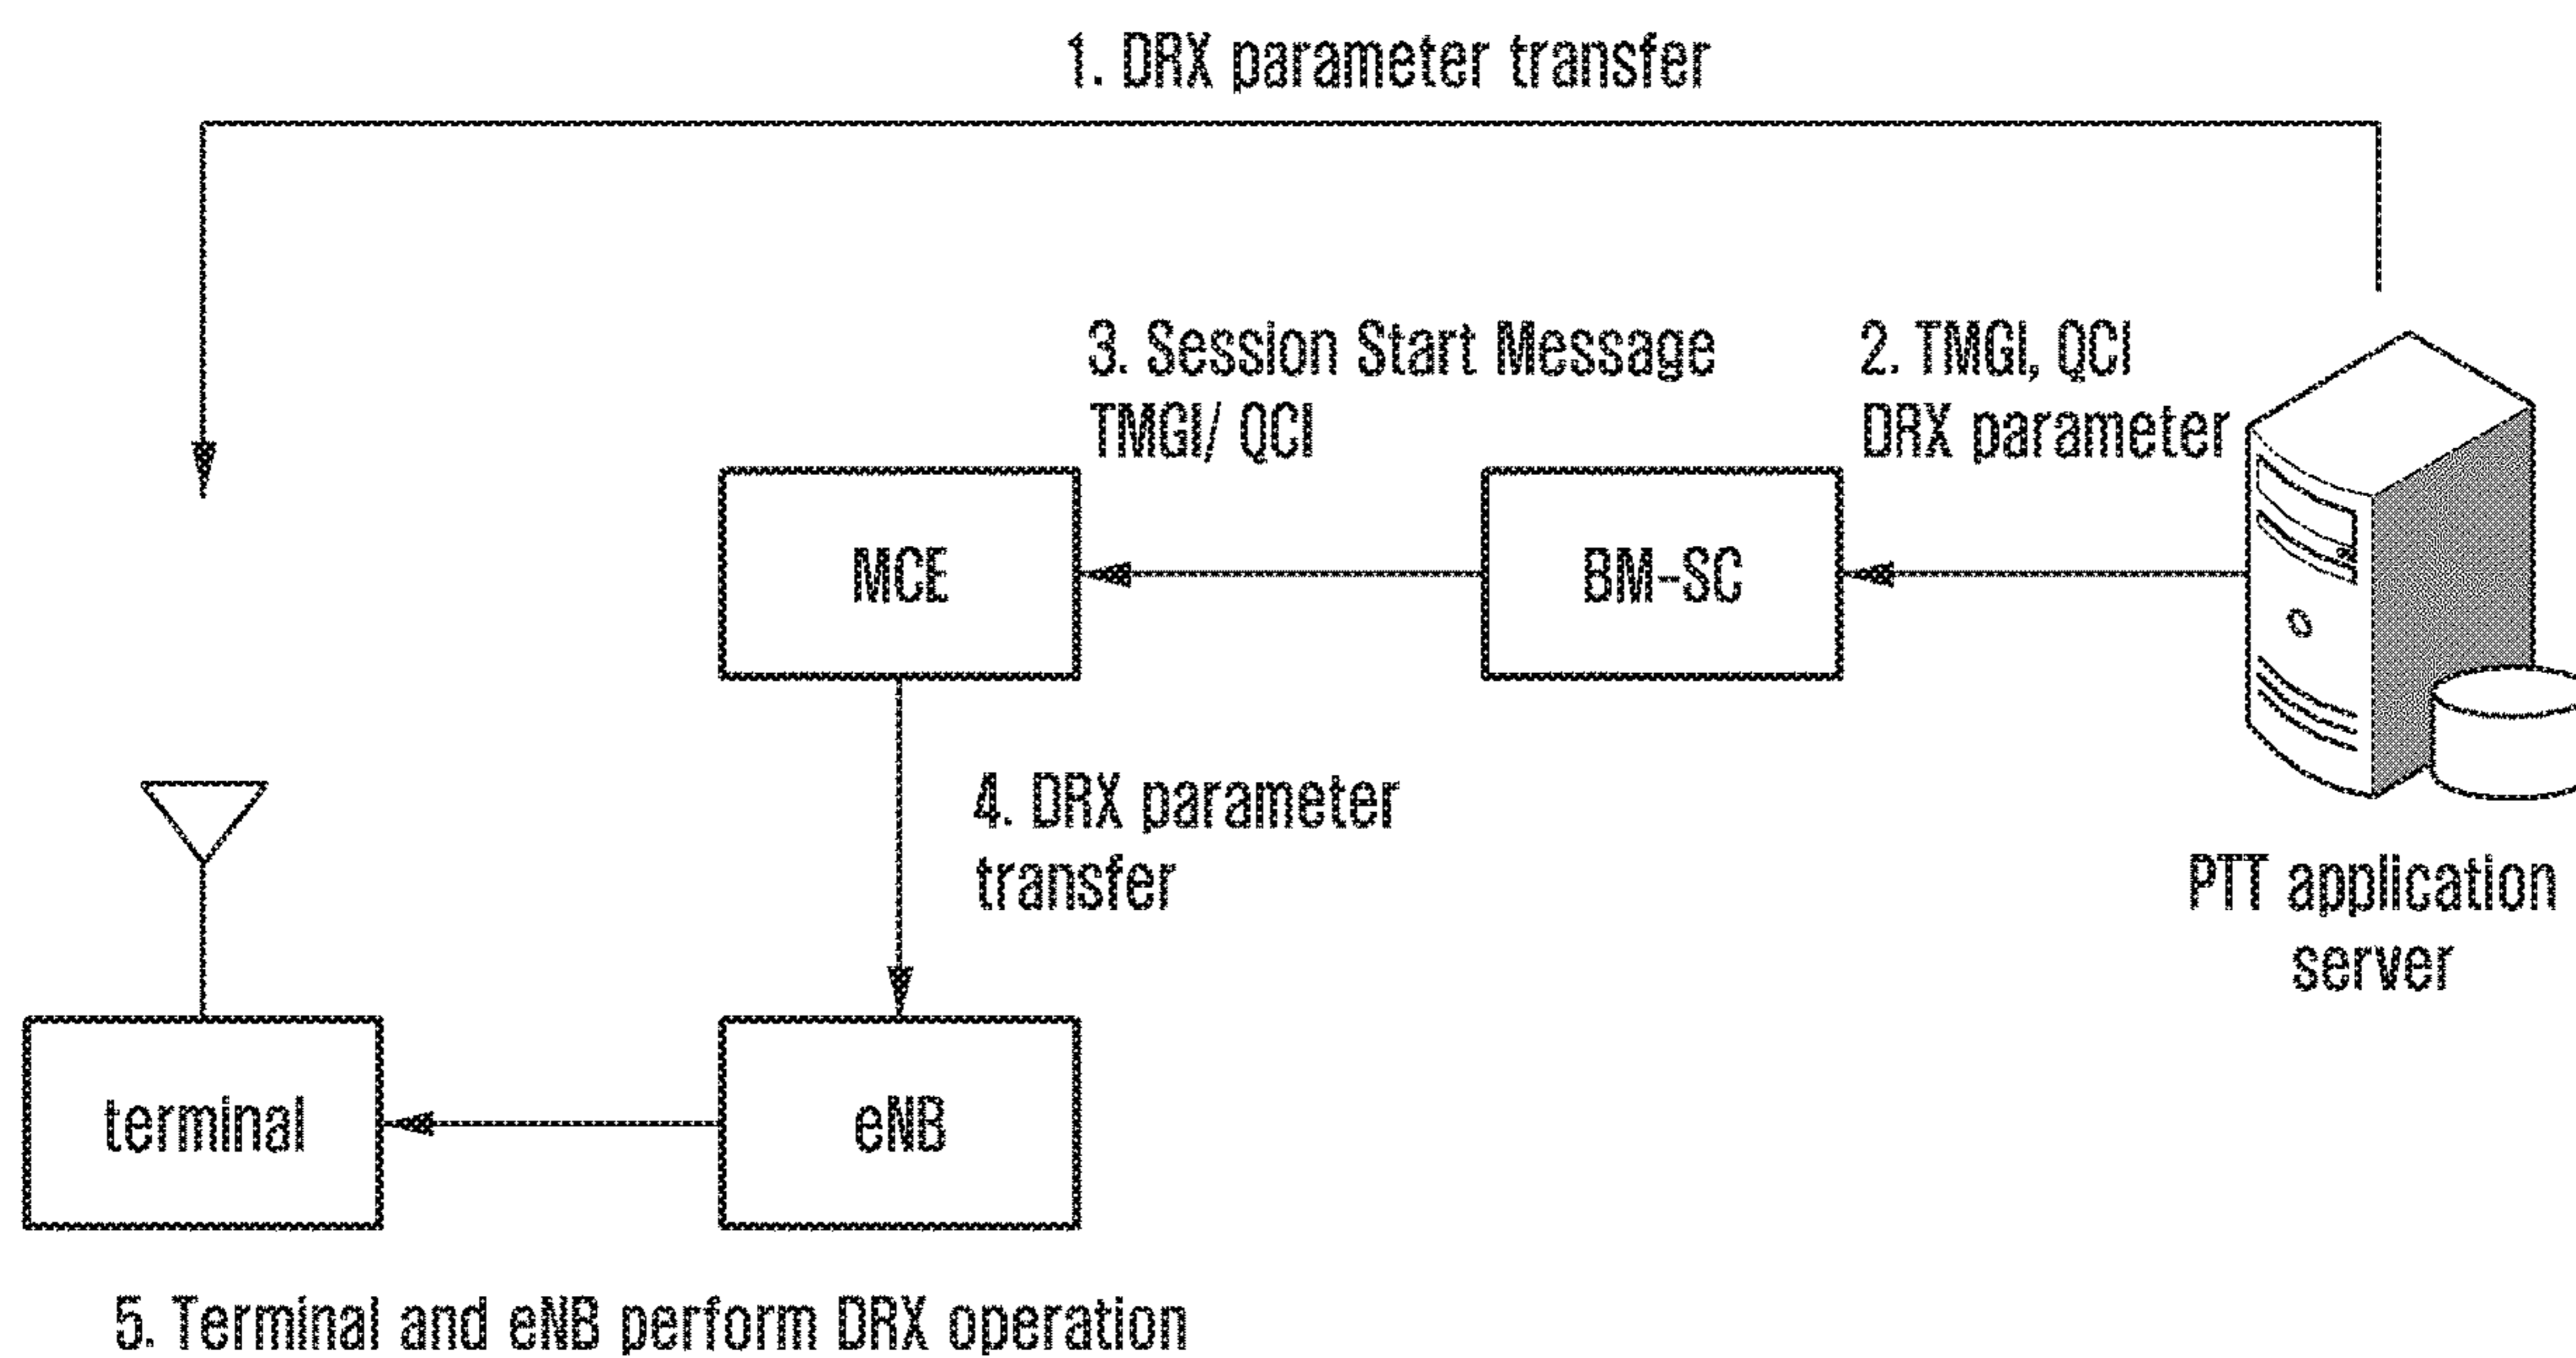 1. DRX parameter transfer
3. Session Start Message
TMGI/ QCI
2. TMGI, QCI
DRX parameter
MCE
BM-SC
4. DRX parameter
transfer
PTT application
server
terminal
eNB
5. Terminal and eNB perform DRX operation